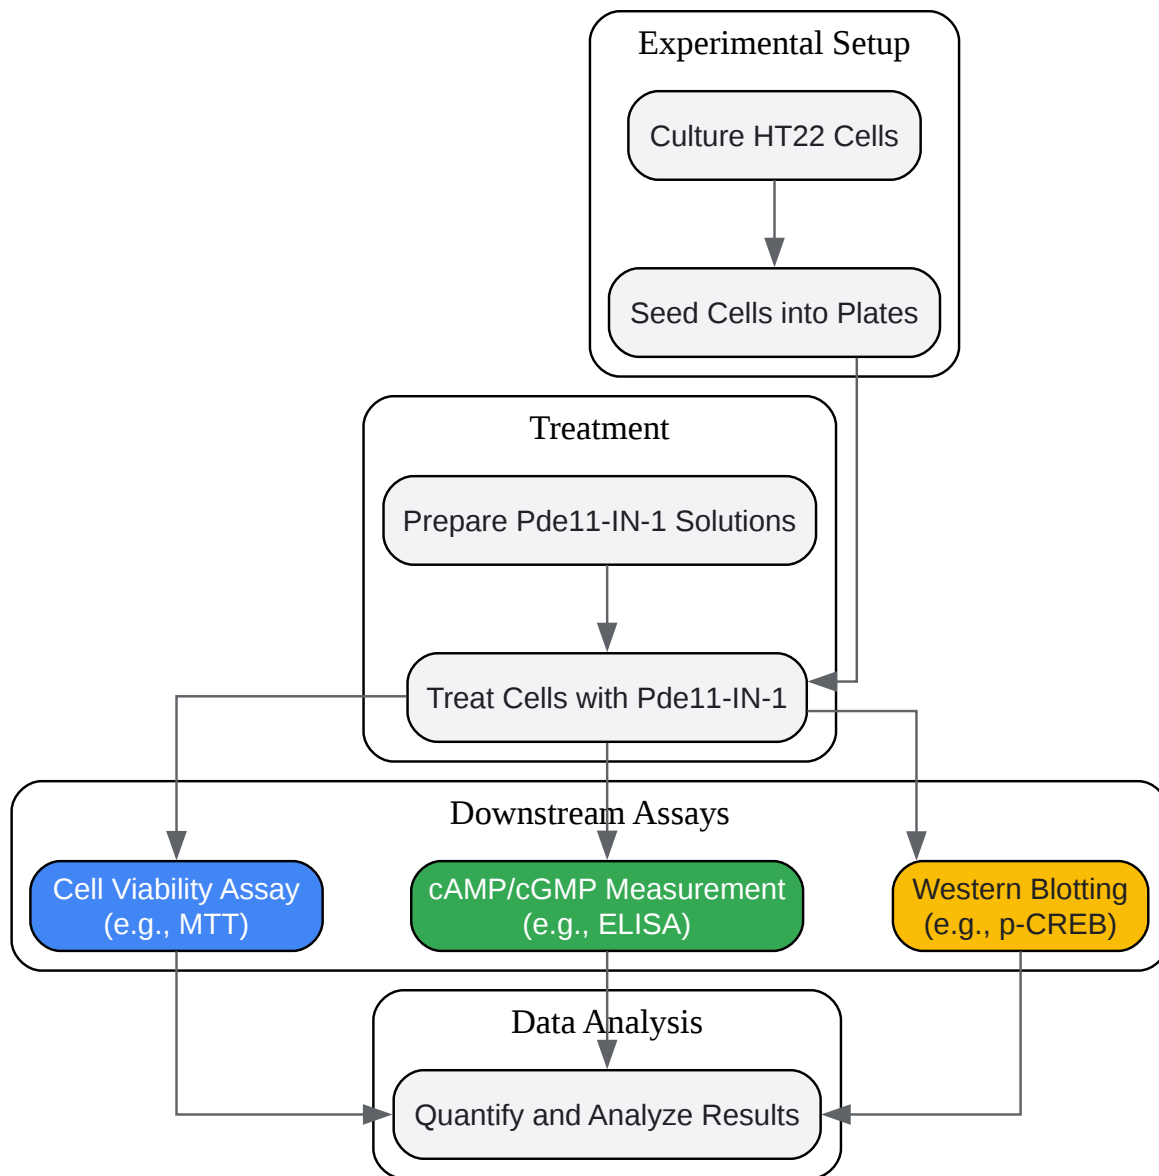 Experimental Setup
Culture HT22 Cells
Seed Cells into Plates
Treatment
Prepare Pde11-IN-1 Solutions
Treat Cells with Pde11-IN-1
Downstream Assays
Cell Viability Assay
(e.g., MTT)
cAMP/cGMP Measurement
(e.g., ELISA)
Western Blotting
(e.g., p-CREB)
Data Analysis
Quantify and Analyze Results